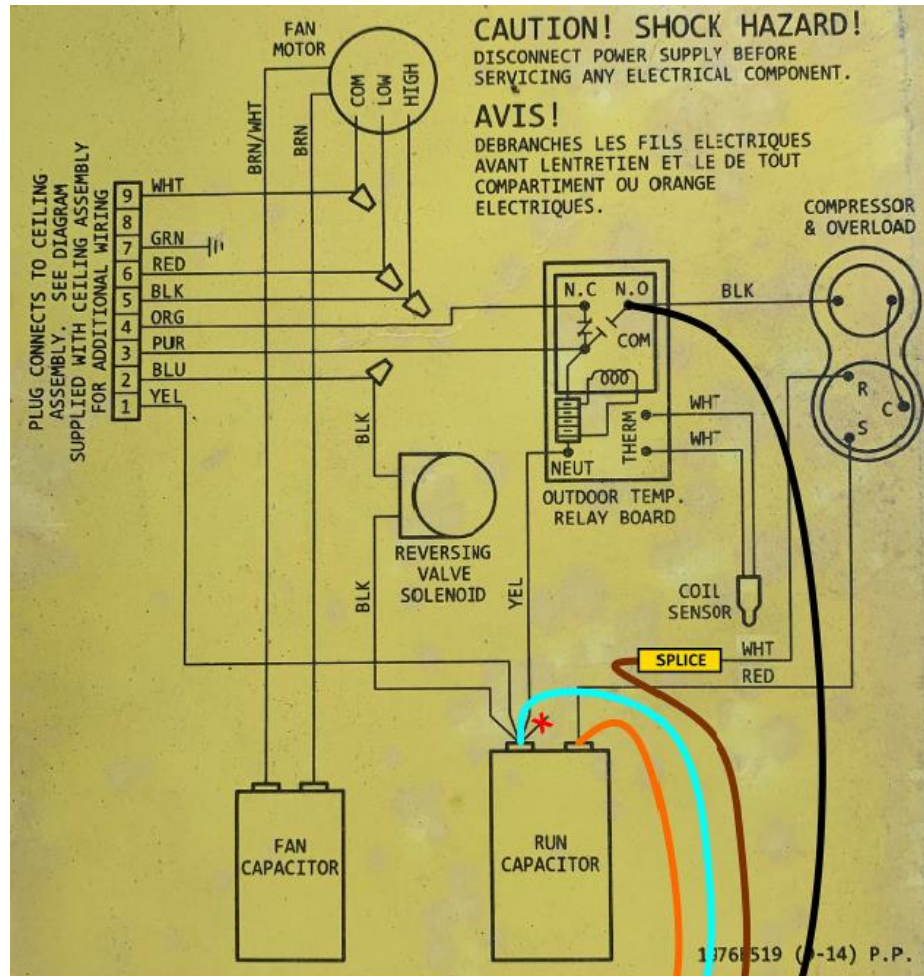 FAN
MOTOR
COM
LOW
HIGH
BRN/WHT
BRN
CAUTION! SHOCK HAZARD!
DISCONNECT POWER SUPPLY BEFORE
SERVICING ANY ELECTRICAL COMPONENT.
AVIS!
DEBRANCHES LES FILS ELECTRIQUES
AVANT LENTRETIEN ET LE DE TOUT
COMPARTIMENT OU ORANGE
ELECTRIQUES.
PLUG CONNECTS TO CEILING
ASSEMBLY. SEE DIAGRAM
SUPPLIED WITH CEILING ASSEMBLY
FOR ADDITIONAL WIRING
9 WHT
8
7 GRN
6 RED
5 BLK
4 ORG
3 PUR
2 BLU
1 YEL
COMPRESSOR
& OVERLOAD
N.C N.O
COM
BLK
R
C
S
THERM
WHT
WHT
NEUT
OUTDOOR TEMP.
RELAY BOARD
BLK
REVERSING
VALVE
SOLENOID
BLK
YEL
COIL
SENSOR
SPLICE
WHT
RED
FAN
CAPACITOR
RUN
CAPACITOR
P.P.